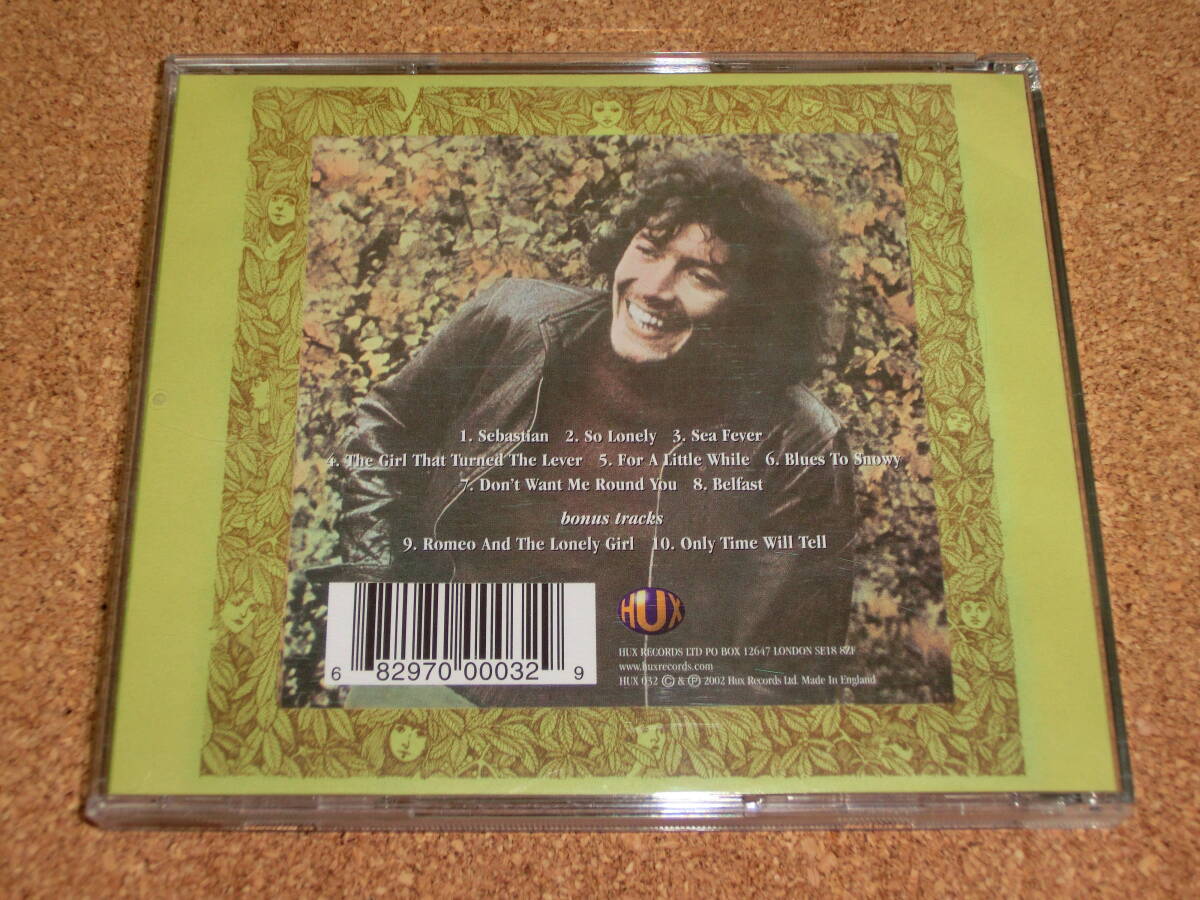 1. Sebastian 2. So Lonely 3. Sea Fever
4. The Girl That Turned The Lever 5. For A Little While 6. Blues To Snowy
7. Don't Want Me Round You 8. Belfast
bonus tracks
9. Romeo And The Lonely Girl 10. Only Time Will Tell
6 82970 00032 9
HUX
HUX RECORDS LTD PO BOX 12647 LONDON SE18 8ZF
www.huxrecords.com
HUX 032 © & ℗ 2002 Hux Records Ltd. Made In England